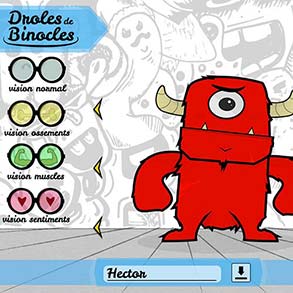 Droles de
Binocles
vision normal
vision ossements
vision muscles
vision sentiments
Hector